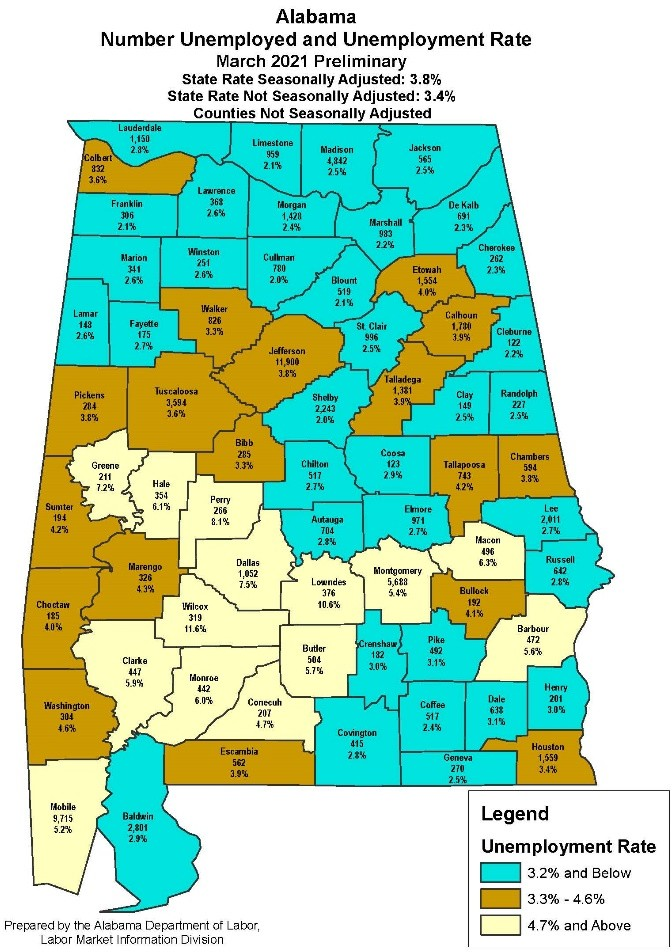 Alabama
Number Unemployed and Unemployment Rate
March 2021 Preliminary
State Rate Seasonally Adjusted: 3.8%
State Rate Not Seasonally Adjusted: 3.4%
Counties Not Seasonally Adjusted
Lauderdale
1,150
2.8%
Limestone
959
2.1%
Madison
4,842
2.5%
Jackson
565
2.5%
Colbert
832
3.6%
Franklin
306
2.1%
Lawrence
368
2.6%
Morgan
1,428
2.4%
Marshall
983
2.2%
De Kalb
691
2.3%
Cherokee
262
2.3%
Marion
341
2.6%
Winston
251
2.6%
Cullman
780
2.0%
Blount
519
2.1%
Etowah
1,554
4.0%
Lamar
148
2.6%
Fayette
175
2.7%
Walker
826
3.3%
Jefferson
11,900
3.8%
St. Clair
996
2.5%
Calhoun
1,780
3.9%
Cleburne
122
2.2%
Pickens
284
3.8%
Tuscaloosa
3,594
3.6%
Shelby
2,243
2.0%
Talladega
1,381
3.9%
Clay
149
2.5%
Randolph
227
2.5%
Bibb
285
3.3%
Greene
211
7.2%
Hale
354
6.1%
Perry
266
8.1%
Chilton
517
2.7%
Coosa
123
2.9%
Tallapoosa
743
4.2%
Chambers
594
3.8%
Sumter
194
4.2%
Autauga
704
2.8%
Elmore
971
2.7%
Lee
2,011
2.7%
Macon
496
6.3%
Russell
642
2.8%
Marengo
326
4.3%
Dallas
1,052
7.5%
Lowndes
376
10.6%
Montgomery
5,688
5.4%
Bullock
192
4.1%
Choctaw
185
4.0%
Wilcox
319
11.6%
Butler
504
5.7%
Crenshaw
182
3.0%
Pike
492
3.1%
Barbour
472
5.6%
Clarke
447
5.9%
Monroe
442
6.0%
Conecuh
207
4.7%
Washington
304
4.6%
Coffee
517
2.4%
Dale
638
3.1%
Henry
201
3.0%
Covington
415
2.8%
Escambia
562
3.9%
Geneva
270
2.5%
Houston
1,559
3.4%
Mobile
9,715
5.2%
Baldwin
2,801
2.9%
Legend
Unemployment Rate
3.2% and Below
3.3% - 4.6%
4.7% and Above
Prepared by the Alabama Department of Labor,
Labor Market Information Division